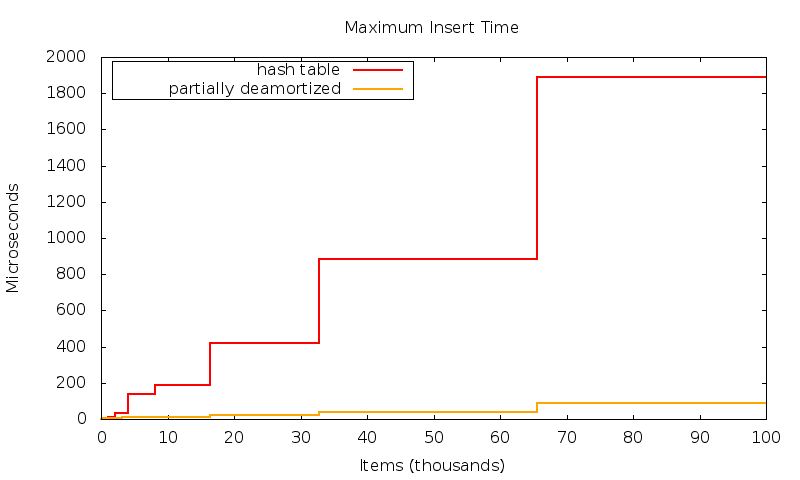 Maximum Insert Time
2000
1800
1600
1400
1200
1000
800
600
400
200
0
hash table
partially deamortized
Microseconds
0 10 20 30 40 50 60 70 80 90 100
Items (thousands)